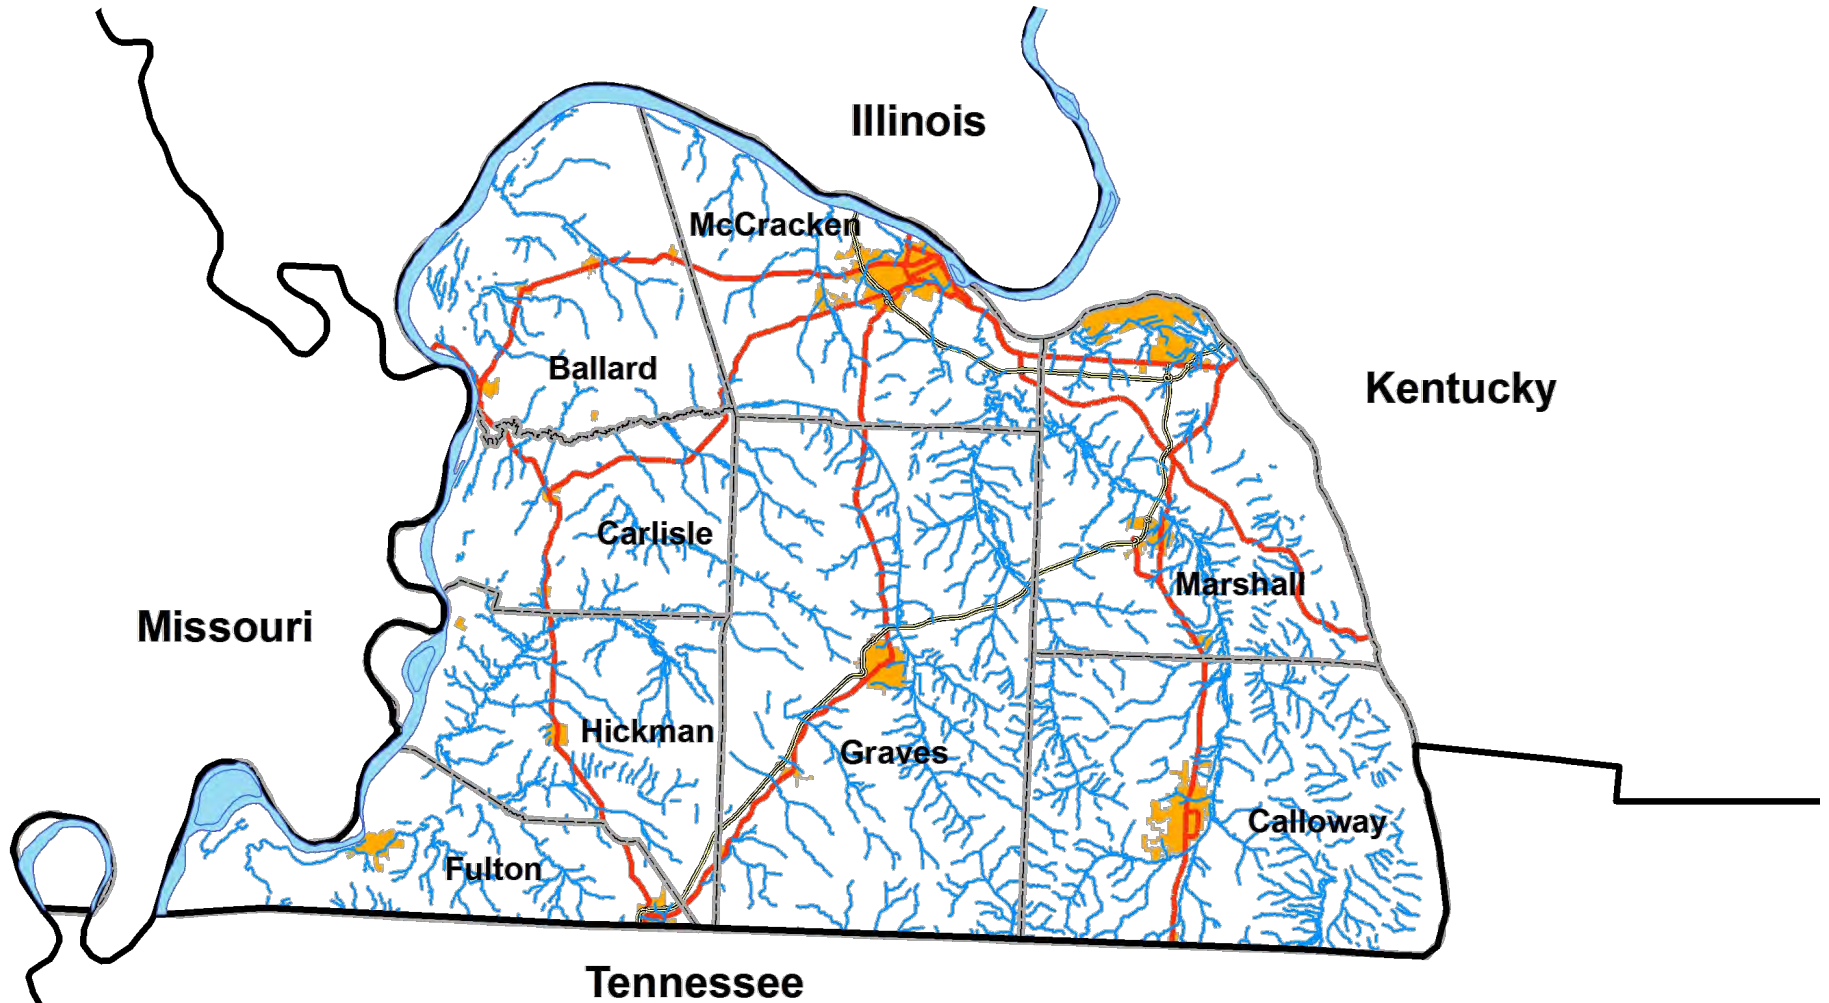 Illinois
McCracken
Ballard
Kentucky
Carlisle
Marshall
Missouri
Hickman
Graves
Calloway
Fulton
Tennessee